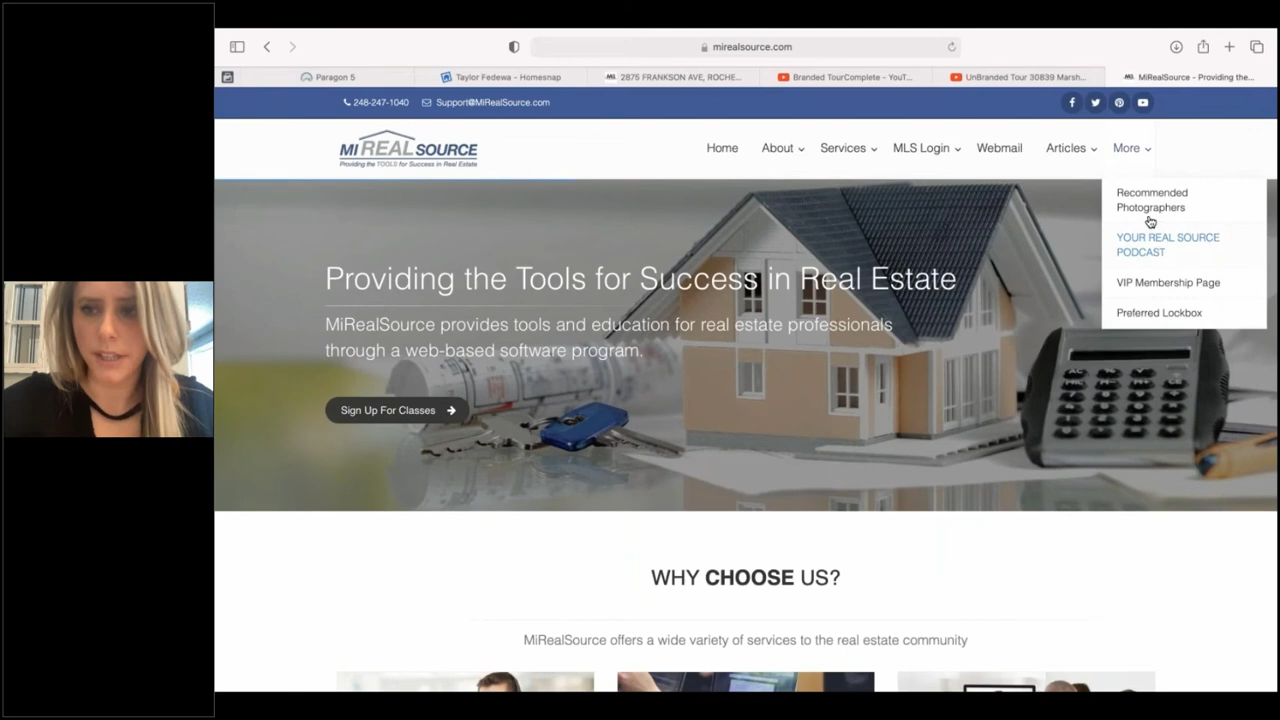 mirealsource.com
Paragon 5
Taylor Fedewa - Homesnap
2875 FRANKSON AVE, ROCHE...
Branded TourComplete - YouT...
UnBranded Tour 30839 Marsh...
MiRealSource - Providing the...
248-247-1040
Support@MiRealSource.com
MiREALSOURCE
Providing the TOOLS for Success in Real Estate
Home
About
Services
MLS Login
Webmail
Articles
More
Recommended
Photographers
YOUR REAL SOURCE
PODCAST
VIP Membership Page
Preferred Lockbox
Providing the Tools for Success in Real Estate
MiRealSource provides tools and education for real estate professionals
through a web-based software program.
Sign Up For Classes
WHY CHOOSE US?
MiRealSource offers a wide variety of services to the real estate community